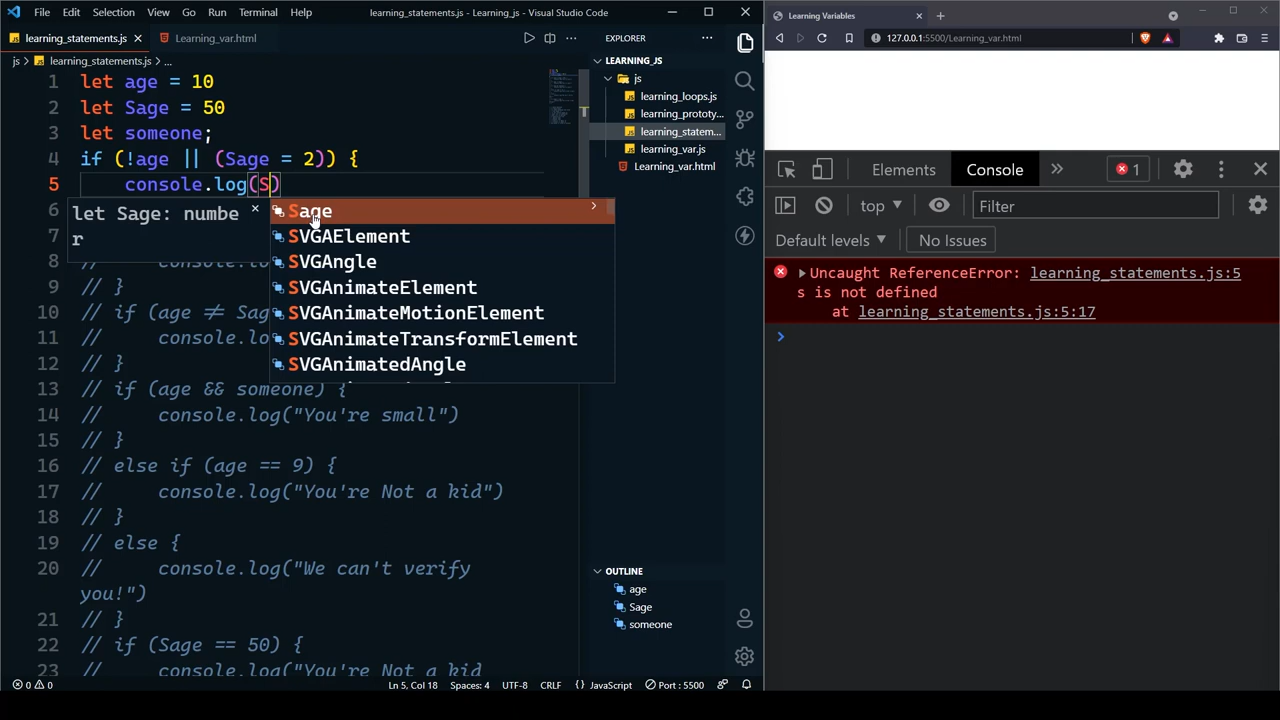 File Edit Selection View Go Run Terminal Help learning_statements.js - Learning_js - Visual Studio Code
learning_statements.js Learning_var.html
js > learning_statements.js > ...
1 let age = 10
2 let Sage = 50
3 let someone;
4 if (!age || (Sage = 2)) {
5 console.log(S)
6
7
let Sage: numbe
r
Sage
SVGAElement
SVGAngle
SVGAnimateElement
SVGAnimateMotionElement
SVGAnimateTransformElement
SVGAnimatedAngle
8 // console.lo
9 // }
10 // if (age ≠ Sag
11 // console.lo
12 // }
13 // if (age && someone) {
14 // console.log("You're small")
15 // }
16 // else if (age == 9) {
17 // console.log("You're Not a kid")
18 // }
19 // else {
20 // console.log("We can't verify
you!")
21 // }
22 // if (Sage == 50) {
23 // console.log("You're Not a kid
0 0 Ln 5, Col 18 Spaces: 4 UTF-8 CRLF {} JavaScript Port : 5500
EXPLORER
LEARNING_JS
js
JS learning_loops.js
JS learning_prototy...
JS learning_statem...
JS learning_var.js
Learning_var.html
OUTLINE
age
Sage
someone
Learning Variables
127.0.0.1:5500/Learning_var.html
Elements Console » 1
top Filter
Default levels No Issues
Uncaught ReferenceError: learning_statements.js:5
s is not defined
at learning_statements.js:5:17